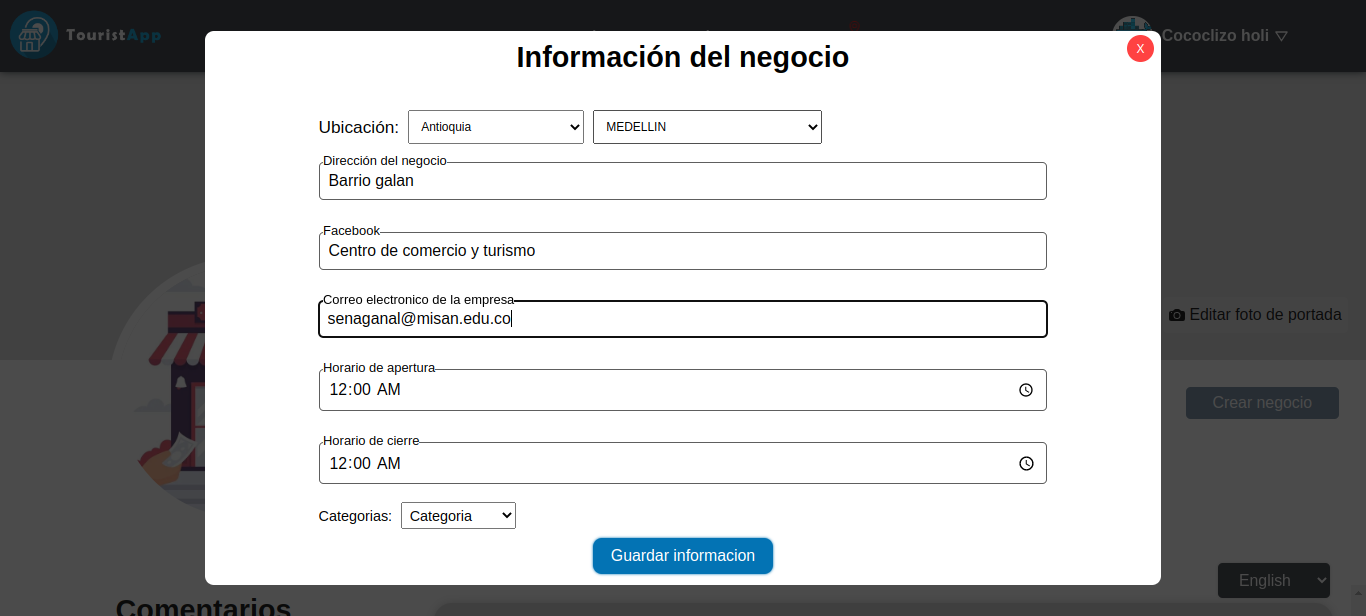 TouristApp
Cococlizo holi
Información del negocio
X
Ubicación: Antioquia MEDELLIN
Dirección del negocio
Barrio galan
Facebook
Centro de comercio y turismo
Correo electronico de la empresa
senaganal@misan.edu.co
Editar foto de portada
Horario de apertura
12:00 AM
Crear negocio
Horario de cierre
12:00 AM
Categorias: Categoria
Guardar informacion
English
Comentarios